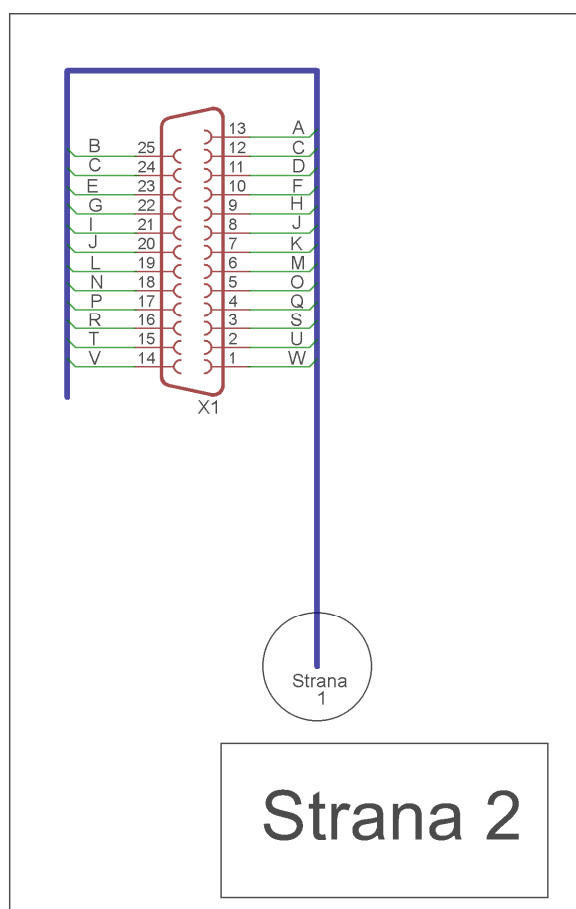 13 A
B 25 12 C
C 24 11 D
E 23 10 F
G 22 9 H
I 21 8 J
J 20 7 K
L 19 6 M
N 18 5 O
P 17 4 Q
R 16 3 S
T 15 2 U
V 14 1 W
X1
Strana
1
Strana 2